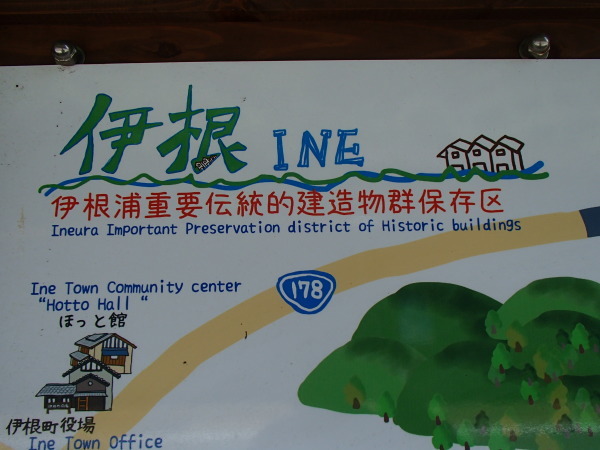 伊根 INE
伊根浦重要伝統的建造物群保存区
Ineura Important Preservation district of Historic buildings
178
Ine Town Community center
"Hotto Hall "
ほっと館
伊根町役場
Ine Town Office